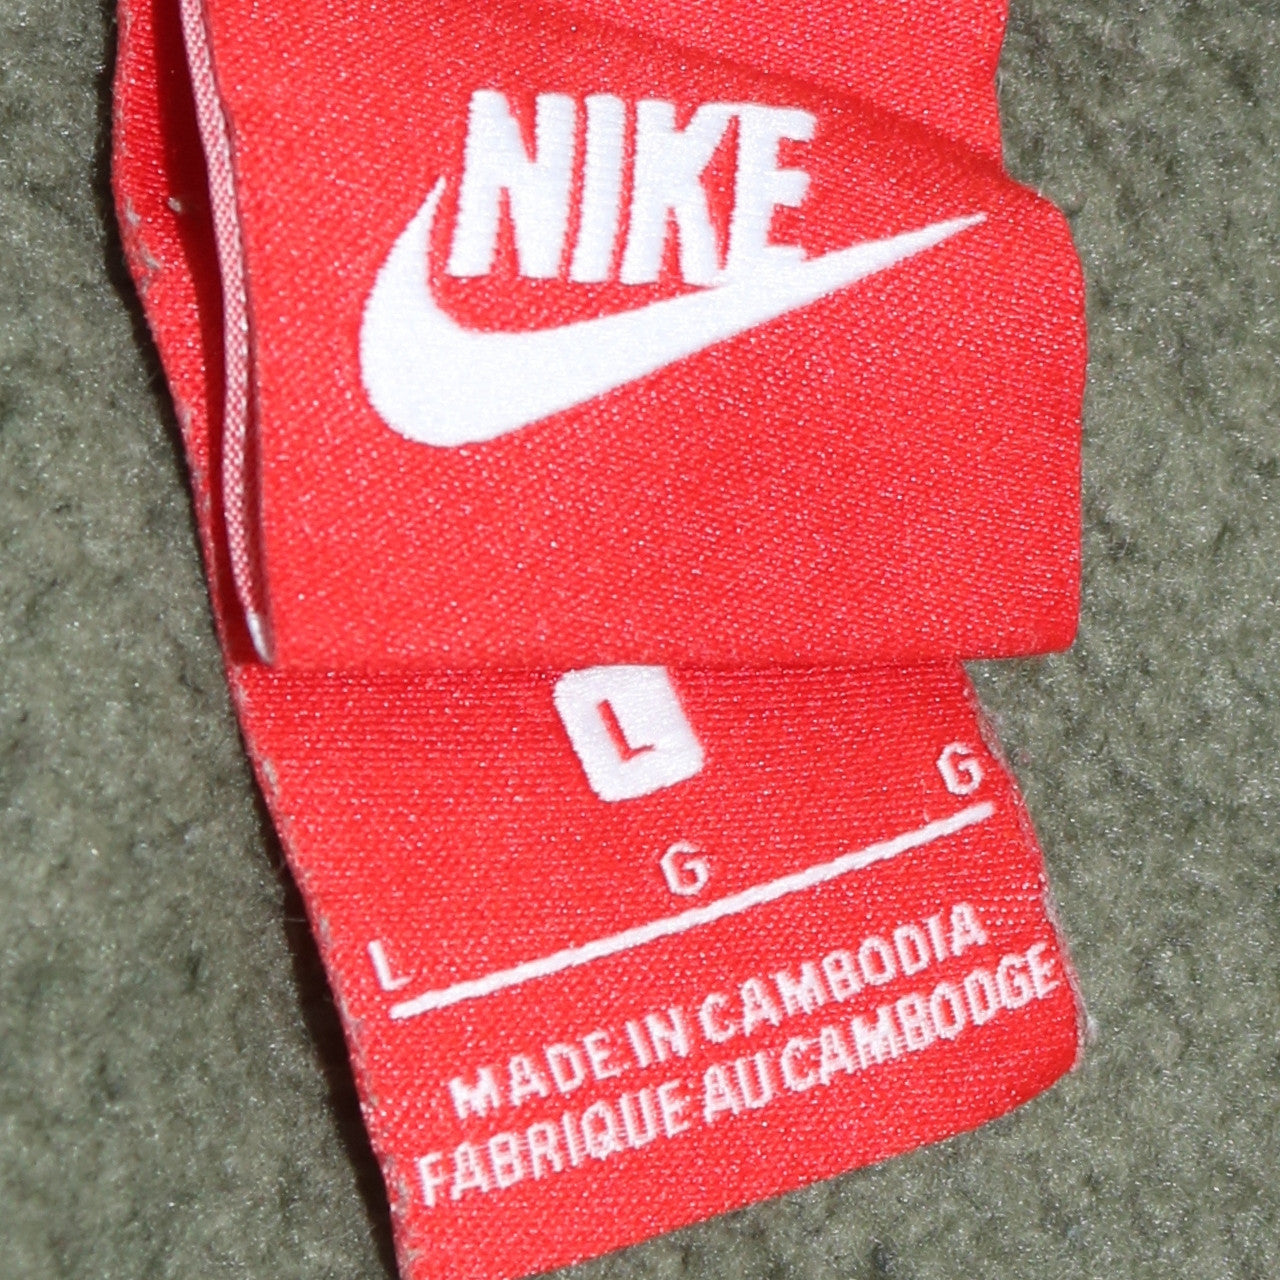 NIKE
L
L G G
MADE IN CAMBODIA
FABRIQUE AU CAMBODGE